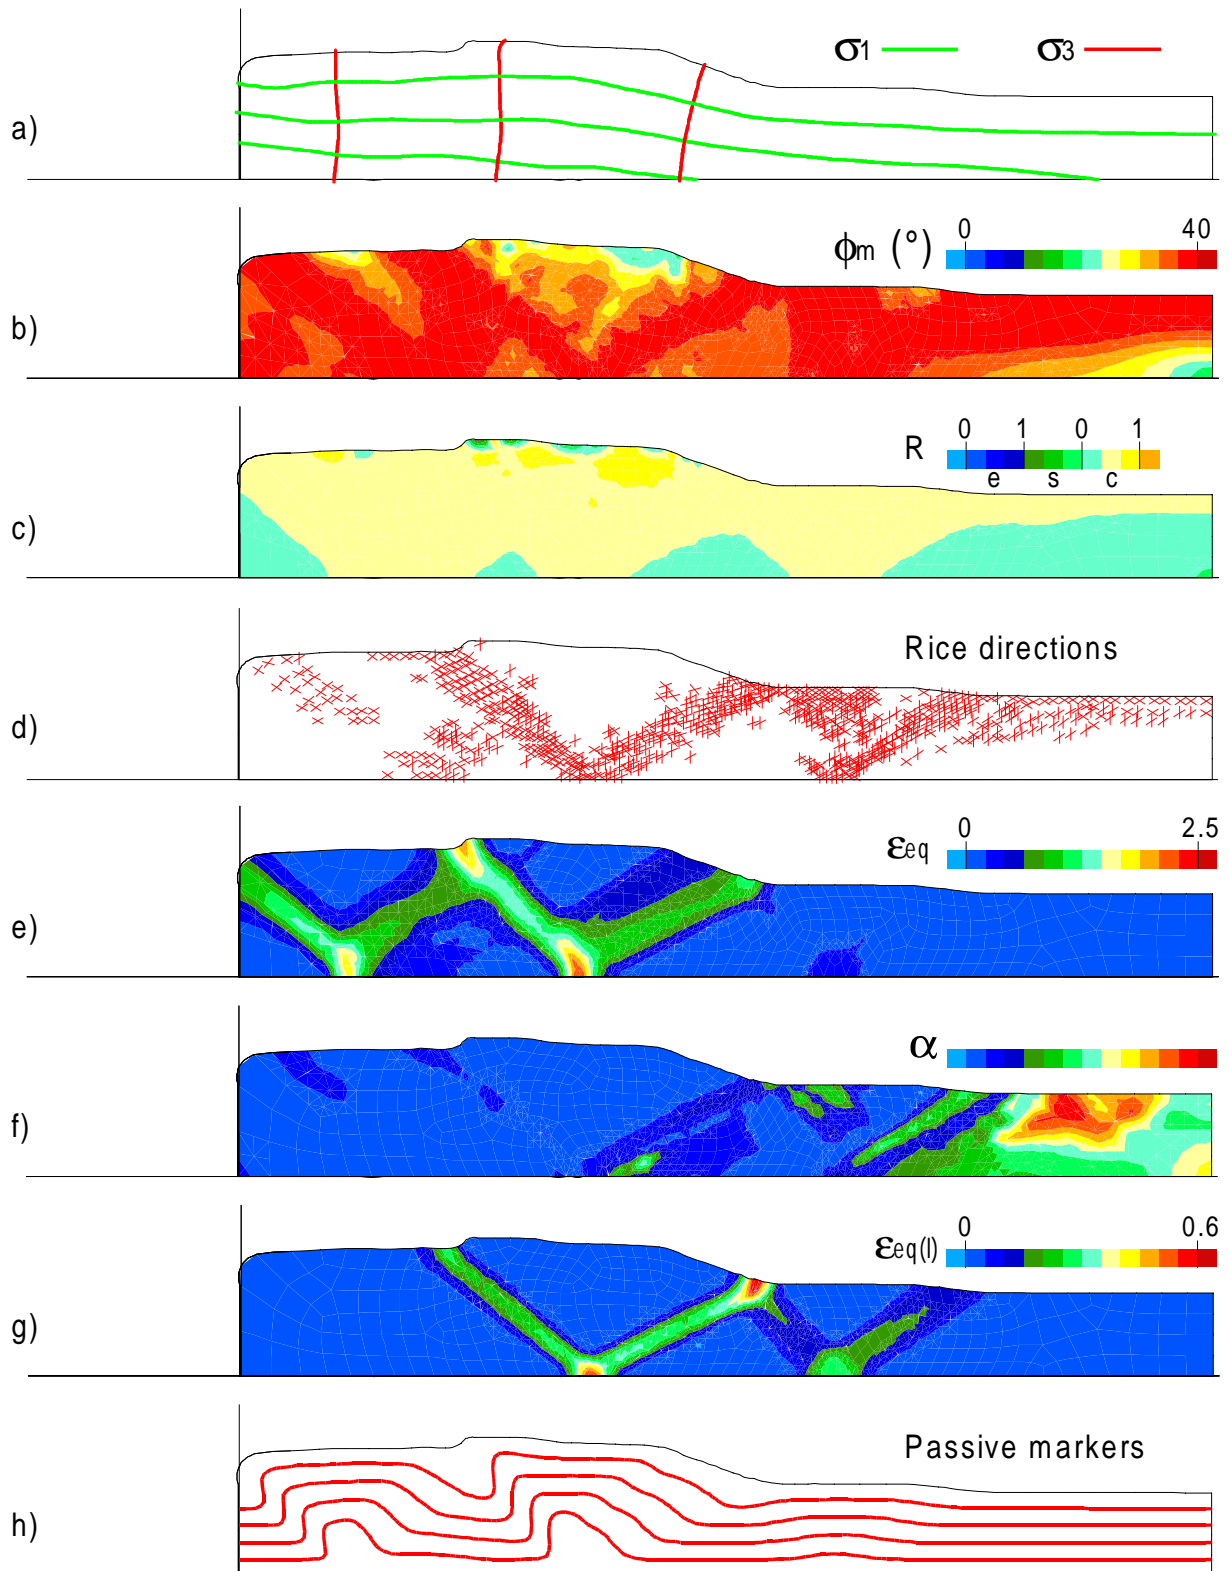 σ1 σ3
a)
0 40
ϕm (°)
b)
0 1 0 1
R
e s c
c)
Rice directions
d)
0 2.5
εeq
e)
α
f)
0 0.6
εeq(l)
g)
Passive markers
h)